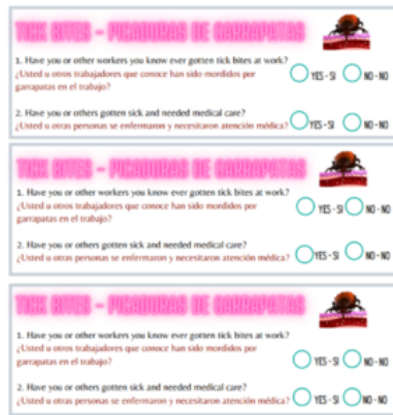 TICK BITES - PICADURAS DE GARRAPATAS
1. Have you or other workers you know ever gotten tick bites at work?
¿Usted u otros trabajadores que conoce han sido mordidos por
garrapatas en el trabajo?
YES - SI NO - NO
2. Have you or others gotten sick and needed medical care?
¿Usted u otras personas se enfermaron y necesitaron atención médica?
YES - SI NO - NO
TICK BITES - PICADURAS DE GARRAPATAS
1. Have you or other workers you know ever gotten tick bites at work?
¿Usted u otros trabajadores que conoce han sido mordidos por
garrapatas en el trabajo?
YES - SI NO - NO
2. Have you or others gotten sick and needed medical care?
¿Usted u otras personas se enfermaron y necesitaron atención médica?
YES - SI NO - NO
TICK BITES - PICADURAS DE GARRAPATAS
1. Have you or other workers you know ever gotten tick bites at work?
¿Usted u otros trabajadores que conoce han sido mordidos por
garrapatas en el trabajo?
YES - SI NO - NO
2. Have you or others gotten sick and needed medical care?
¿Usted u otras personas se enfermaron y necesitaron atención médica?
YES - SI NO - NO